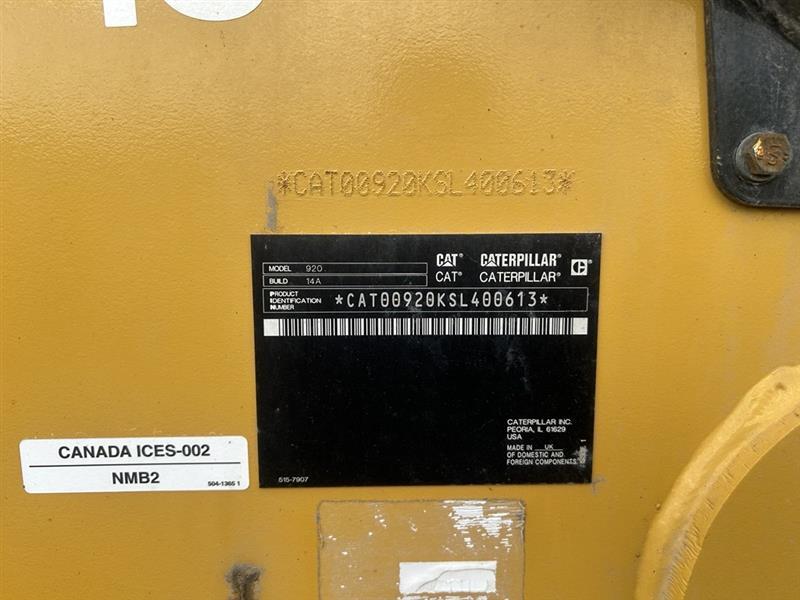 *CAT00920KSL400613*
CAT CATERPILLAR
CAT® CATERPILLAR®
MODEL 920
BUILD 14A
PRODUCT IDENTIFICATION NUMBER *CAT00920KSL400613*
CATERPILLAR INC.
PEORIA, IL 61629
USA
MADE IN UK
OF DOMESTIC AND
FOREIGN COMPONENTS
515-7907
CANADA ICES-002
NMB2
504-1365 1